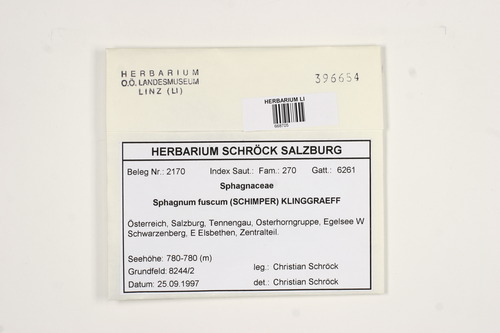 HERBARIUM
O.Ö. LANDESMUSEUM
LINZ (LI)
396654
HERBARIUM LI
HERBARIUM SCHRÖCK SALZBURG
Beleg Nr.: 2170 Index Saut.: Fam.: 270 Gatt.: 6261
Sphagnaceae
Sphagnum fuscum (SCHIMPER) KLINGGRAEFF
Österreich, Salzburg, Tennengau, Osterhorngruppe, Egelsee W
Schwarzenberg, E Elsbethen, Zentralteil.
Seehöhe: 780-780 (m)
Grundfeld: 8244/2 leg.: Christian Schröck
Datum: 25.09.1997 det.: Christian Schröck